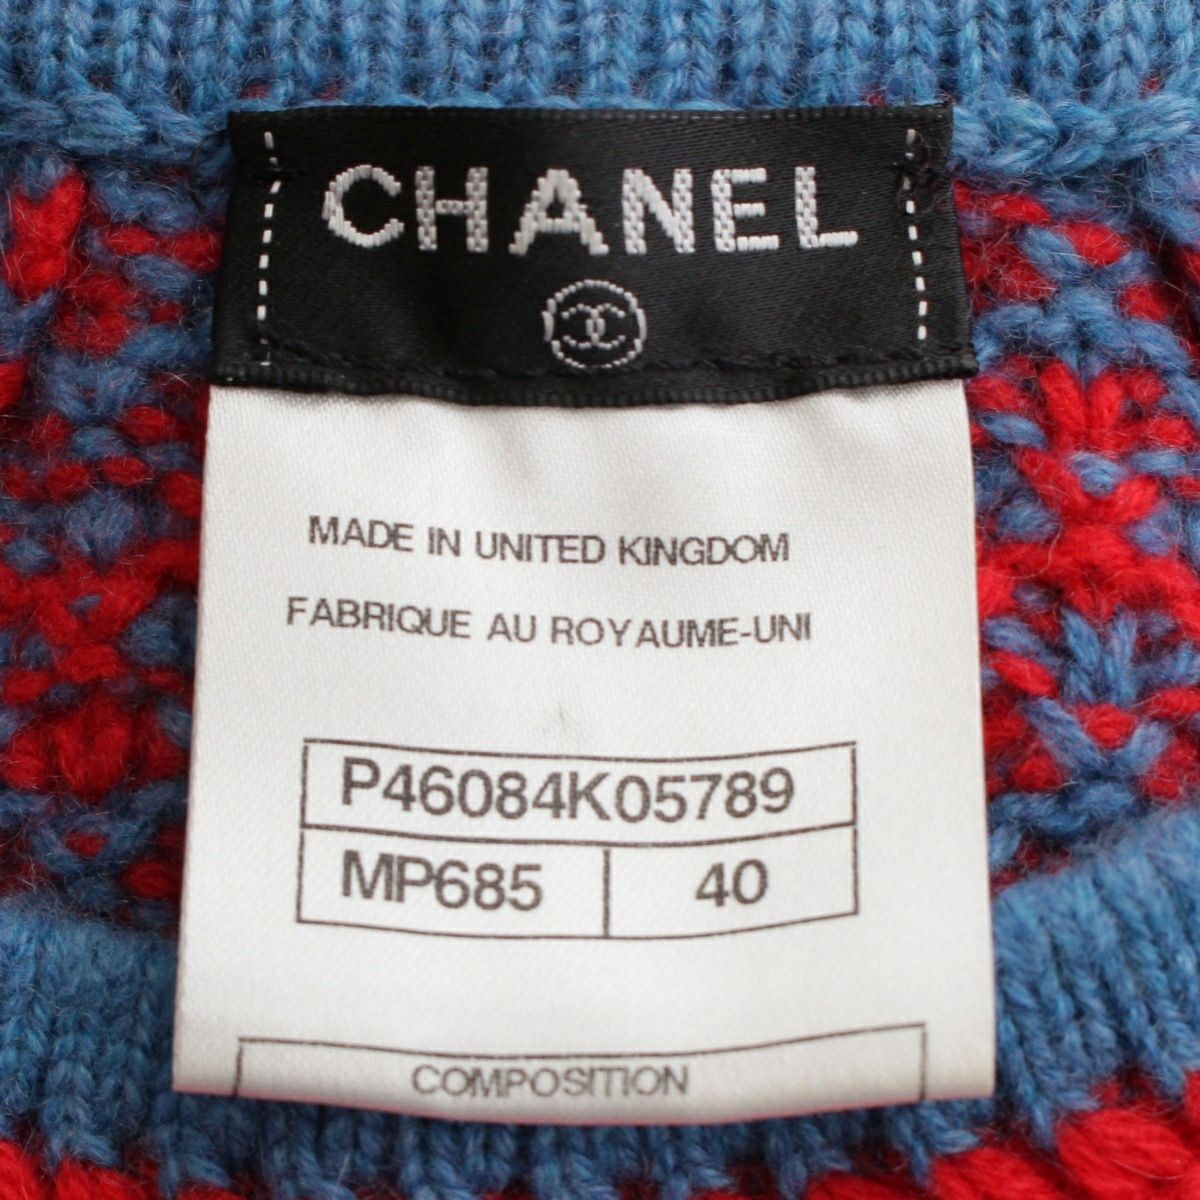 CHANEL
MADE IN UNITED KINGDOM
FABRIQUE AU ROYAUME-UNI
P46084K05789
MP685 40
COMPOSITION